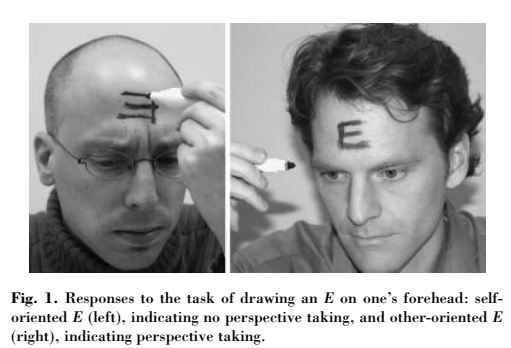 E
E
Fig. 1. Responses to the task of drawing an E on one's forehead: self-
oriented E (left), indicating no perspective taking, and other-oriented E
(right), indicating perspective taking.